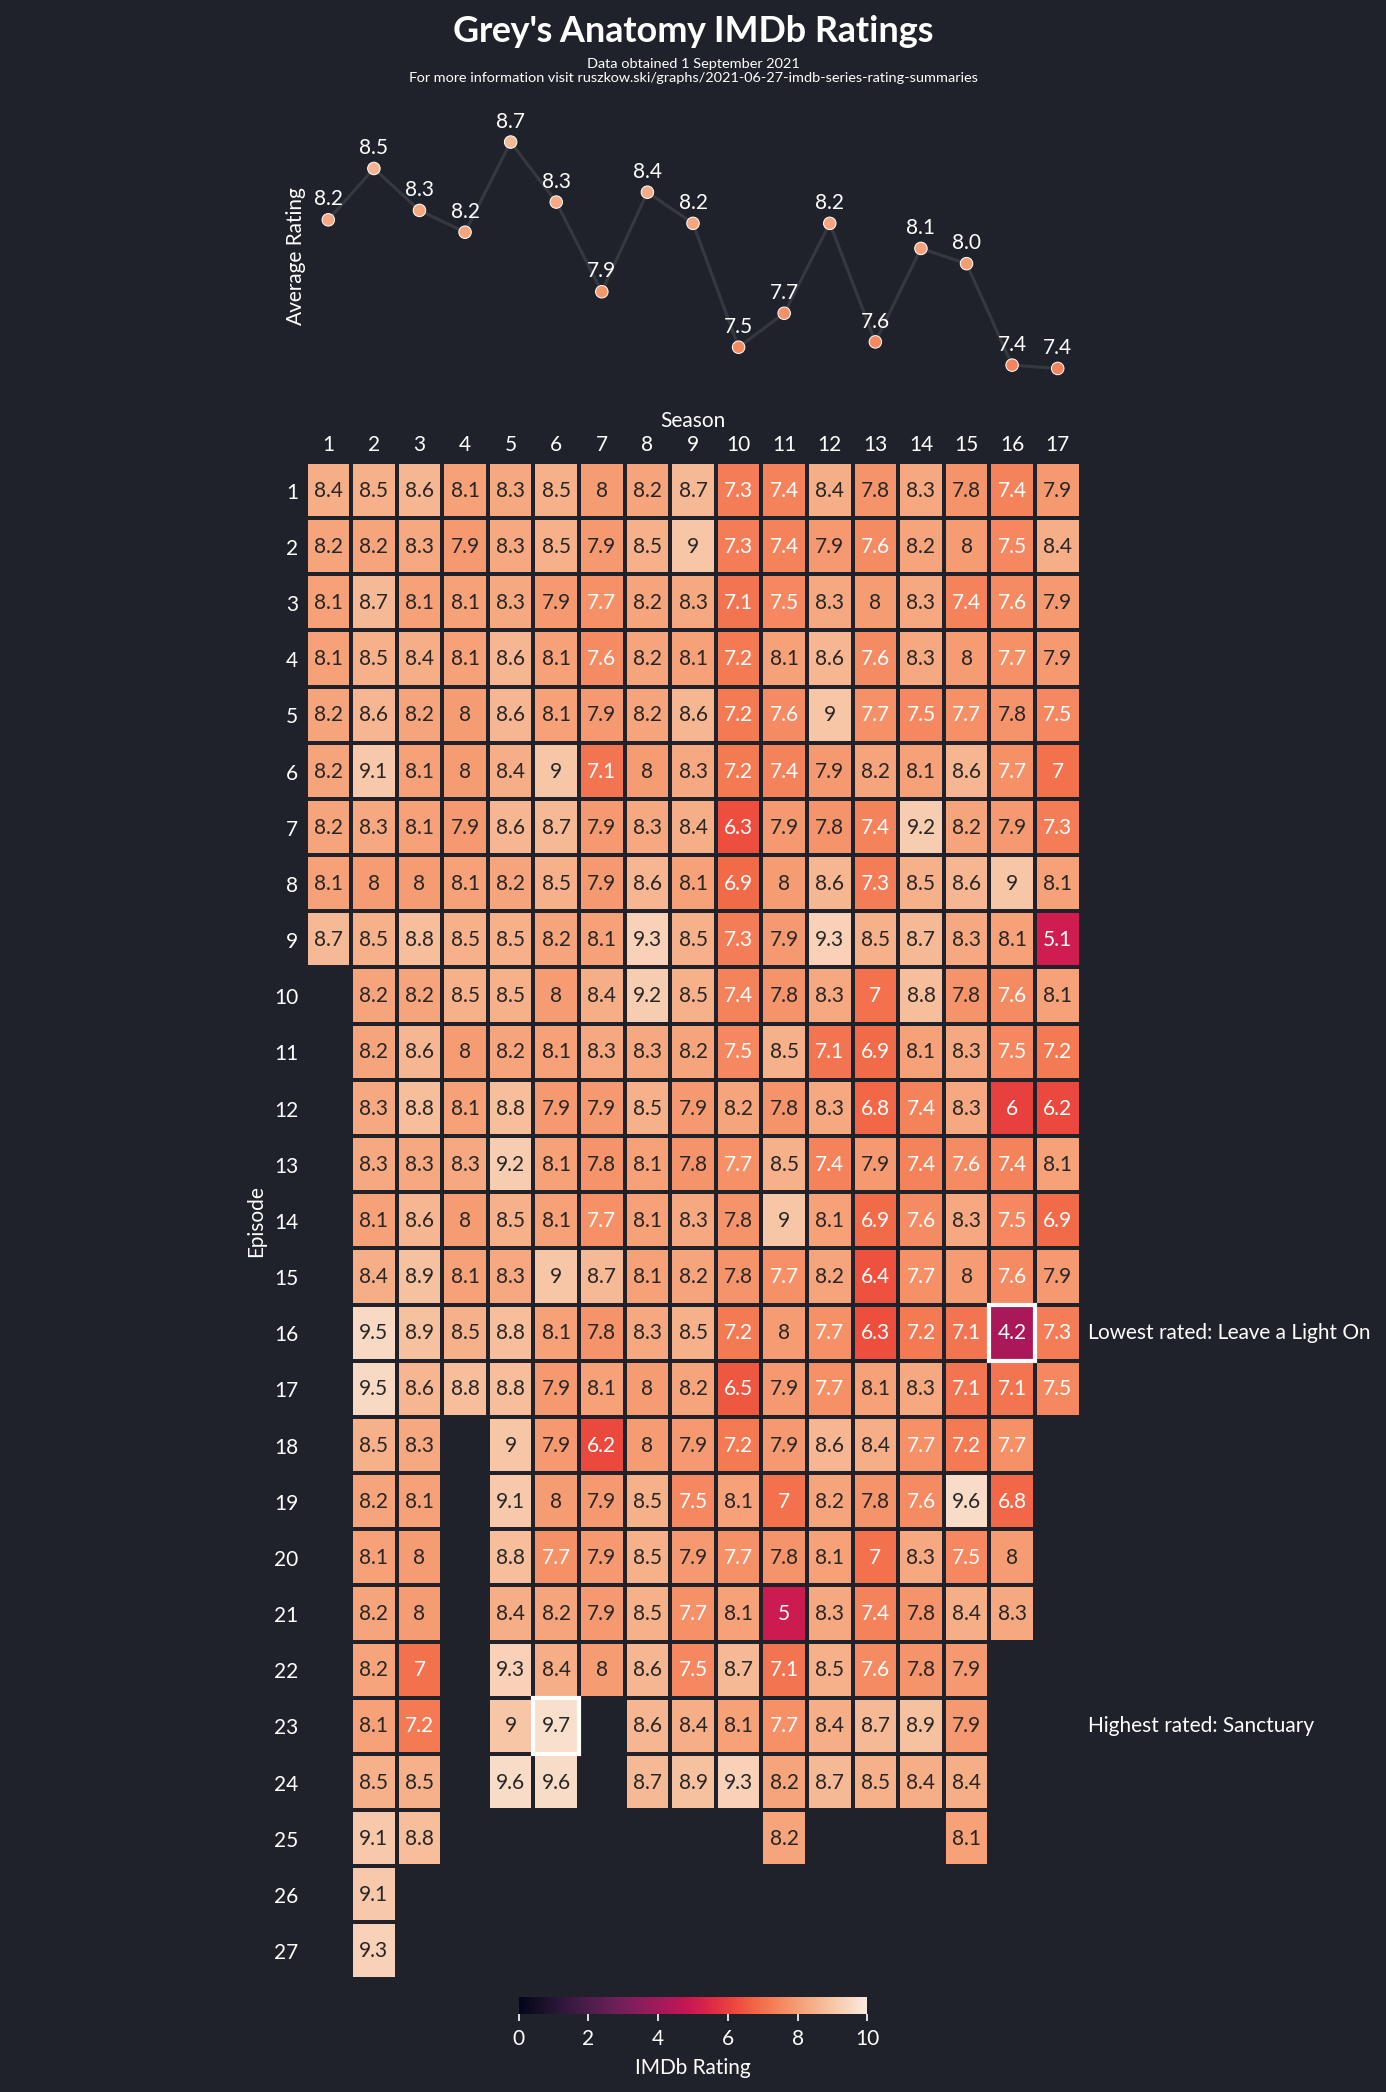 Grey's Anatomy IMDb Ratings
Data obtained 1 September 2021
For more information visit ruszkow.ski/graphs/2021-06-27-imdb-series-rating-summaries
Average Rating
8.2 8.5 8.3 8.2 8.7 8.3 7.9 8.4 8.2 7.5 7.7 8.2 7.6 8.1 8.0 7.4 7.4
Season
1 2 3 4 5 6 7 8 9 10 11 12 13 14 15 16 17
Episode
1 8.4 8.5 8.6 8.1 8.3 8.5 8 8.2 8.7 7.3 7.4 8.4 7.8 8.3 7.8 7.4 7.9
2 8.2 8.2 8.3 7.9 8.3 8.5 7.9 8.5 9 7.3 7.4 7.9 7.6 8.2 8 7.5 8.4
3 8.1 8.7 8.1 8.1 8.3 7.9 7.7 8.2 8.3 7.1 7.5 8.3 8 8.3 7.4 7.6 7.9
4 8.1 8.5 8.4 8.1 8.6 8.1 7.6 8.2 8.1 7.2 8.1 8.6 7.6 8.3 8 7.7 7.9
5 8.2 8.6 8.2 8 8.6 8.1 7.9 8.2 8.6 7.2 7.6 9 7.7 7.5 7.7 7.8 7.5
6 8.2 9.1 8.1 8 8.4 9 7.1 8 8.3 7.2 7.4 7.9 8.2 8.1 8.6 7.7 7
7 8.2 8.3 8.1 7.9 8.6 8.7 7.9 8.3 8.4 6.3 7.9 7.8 7.4 9.2 8.2 7.9 7.3
8 8.1 8 8 8.1 8.2 8.5 7.9 8.6 8.1 6.9 8 8.6 7.3 8.5 8.6 9 8.1
9 8.7 8.5 8.8 8.5 8.5 8.2 8.1 9.3 8.5 7.3 7.9 9.3 8.5 8.7 8.3 8.1 5.1
10 8.2 8.2 8.5 8.5 8 8.4 9.2 8.5 7.4 7.8 8.3 7 8.8 7.8 7.6 8.1
11 8.2 8.6 8 8.2 8.1 8.3 8.3 8.2 7.5 8.5 7.1 6.9 8.1 8.3 7.5 7.2
12 8.3 8.8 8.1 8.8 7.9 7.9 8.5 7.9 8.2 7.8 8.3 6.8 7.4 8.3 6 6.2
13 8.3 8.3 8.3 9.2 8.1 7.8 8.1 7.8 7.7 8.5 7.4 7.9 7.4 7.6 7.4 8.1
14 8.1 8.6 8 8.5 8.1 7.7 8.1 8.3 7.8 9 8.1 6.9 7.6 8.3 7.5 6.9
15 8.4 8.9 8.1 8.3 9 8.7 8.1 8.2 7.8 7.7 8.2 6.4 7.7 8 7.6 7.9
16 9.5 8.9 8.5 8.8 8.1 7.8 8.3 8.5 7.2 8 7.7 6.3 7.2 7.1 4.2 7.3 Lowest rated: Leave a Light On
17 9.5 8.6 8.8 8.8 7.9 8.1 8 8.2 6.5 7.9 7.7 8.1 8.3 7.1 7.1 7.5
18 8.5 8.3 9 7.9 6.2 8 7.9 7.2 7.9 8.6 8.4 7.7 7.2 7.7
19 8.2 8.1 9.1 8 7.9 8.5 7.5 8.1 7 8.2 7.8 7.6 9.6 6.8
20 8.1 8 8.8 7.7 7.9 8.5 7.9 7.7 7.8 8.1 7 8.3 7.5 8
21 8.2 8 8.4 8.2 7.9 8.5 7.7 8.1 5 8.3 7.4 7.8 8.4 8.3
22 8.2 7 9.3 8.4 8 8.6 7.5 8.7 7.1 8.5 7.6 7.8 7.9
23 8.1 7.2 9 9.7 8.6 8.4 8.1 7.7 8.4 8.7 8.9 7.9 Highest rated: Sanctuary
24 8.5 8.5 9.6 9.6 8.7 8.9 9.3 8.2 8.7 8.5 8.4 8.4
25 9.1 8.8 8.2 8.1
26 9.1
27 9.3
0 2 4 6 8 10
IMDb Rating